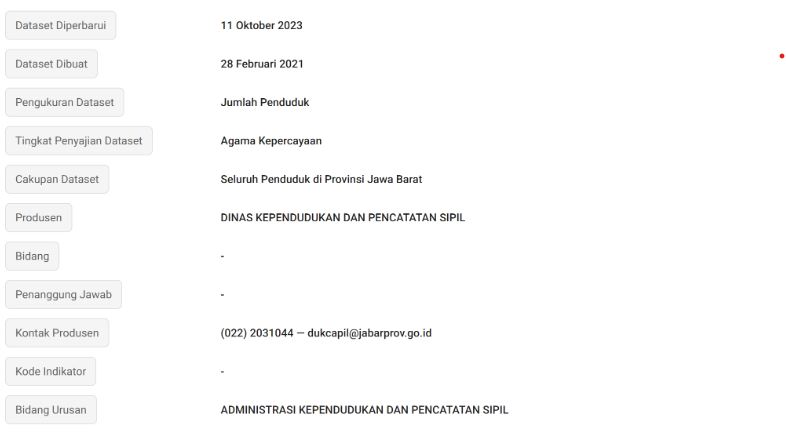 Dataset Diperbarui 11 Oktober 2023
Dataset Dibuat 28 Februari 2021
Pengukuran Dataset Jumlah Penduduk
Tingkat Penyajian Dataset Agama Kepercayaan
Cakupan Dataset Seluruh Penduduk di Provinsi Jawa Barat
Produsen DINAS KEPENDUDUKAN DAN PENCATATAN SIPIL
Bidang -
Penanggung Jawab -
Kontak Produsen (022) 2031044 — dukcapil@jabarprov.go.id
Kode Indikator -
Bidang Urusan ADMINISTRASI KEPENDUDUKAN DAN PENCATATAN SIPIL